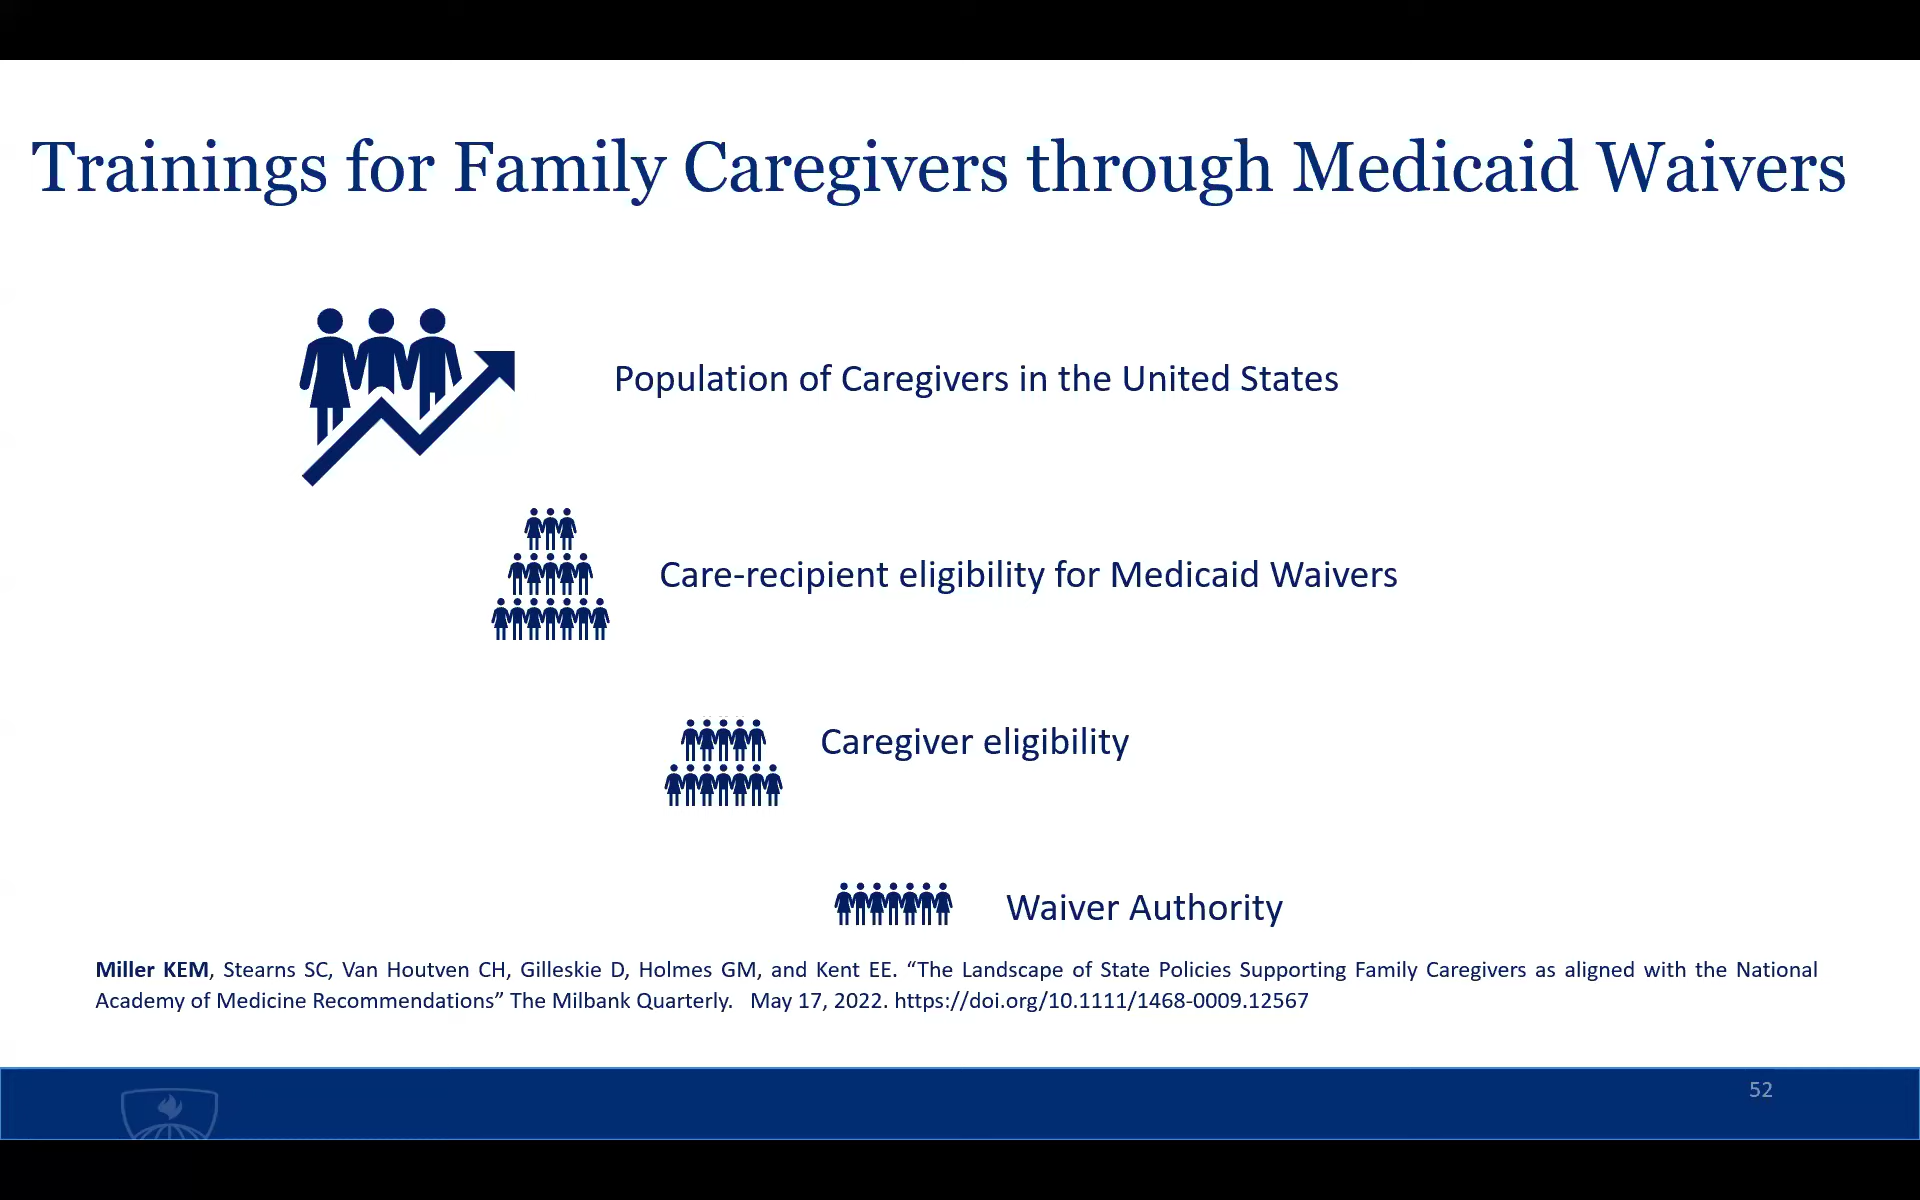 Trainings for Family Caregivers through Medicaid Waivers
Population of Caregivers in the United States
Care-recipient eligibility for Medicaid Waivers
Caregiver eligibility
Waiver Authority
Miller KEM, Stearns SC, Van Houtven CH, Gilleskie D, Holmes GM, and Kent EE. “The Landscape of State Policies Supporting Family Caregivers as aligned with the National
Academy of Medicine Recommendations” The Milbank Quarterly. May 17, 2022. https://doi.org/10.1111/1468-0009.12567
52